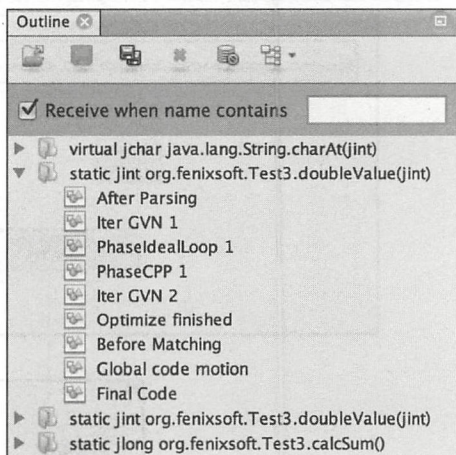 Outline
Receive when name contains
virtual jchar java.lang.String.charAt(jint)
static jint org.fenixsoft.Test3.doubleValue(jint)
After Parsing
Iter GVN 1
PhaseIdealLoop 1
PhaseCPP 1
Iter GVN 2
Optimize finished
Before Matching
Global code motion
Final Code
static jint org.fenixsoft.Test3.doubleValue(jint)
static jlong org.fenixsoft.Test3.calcSum()